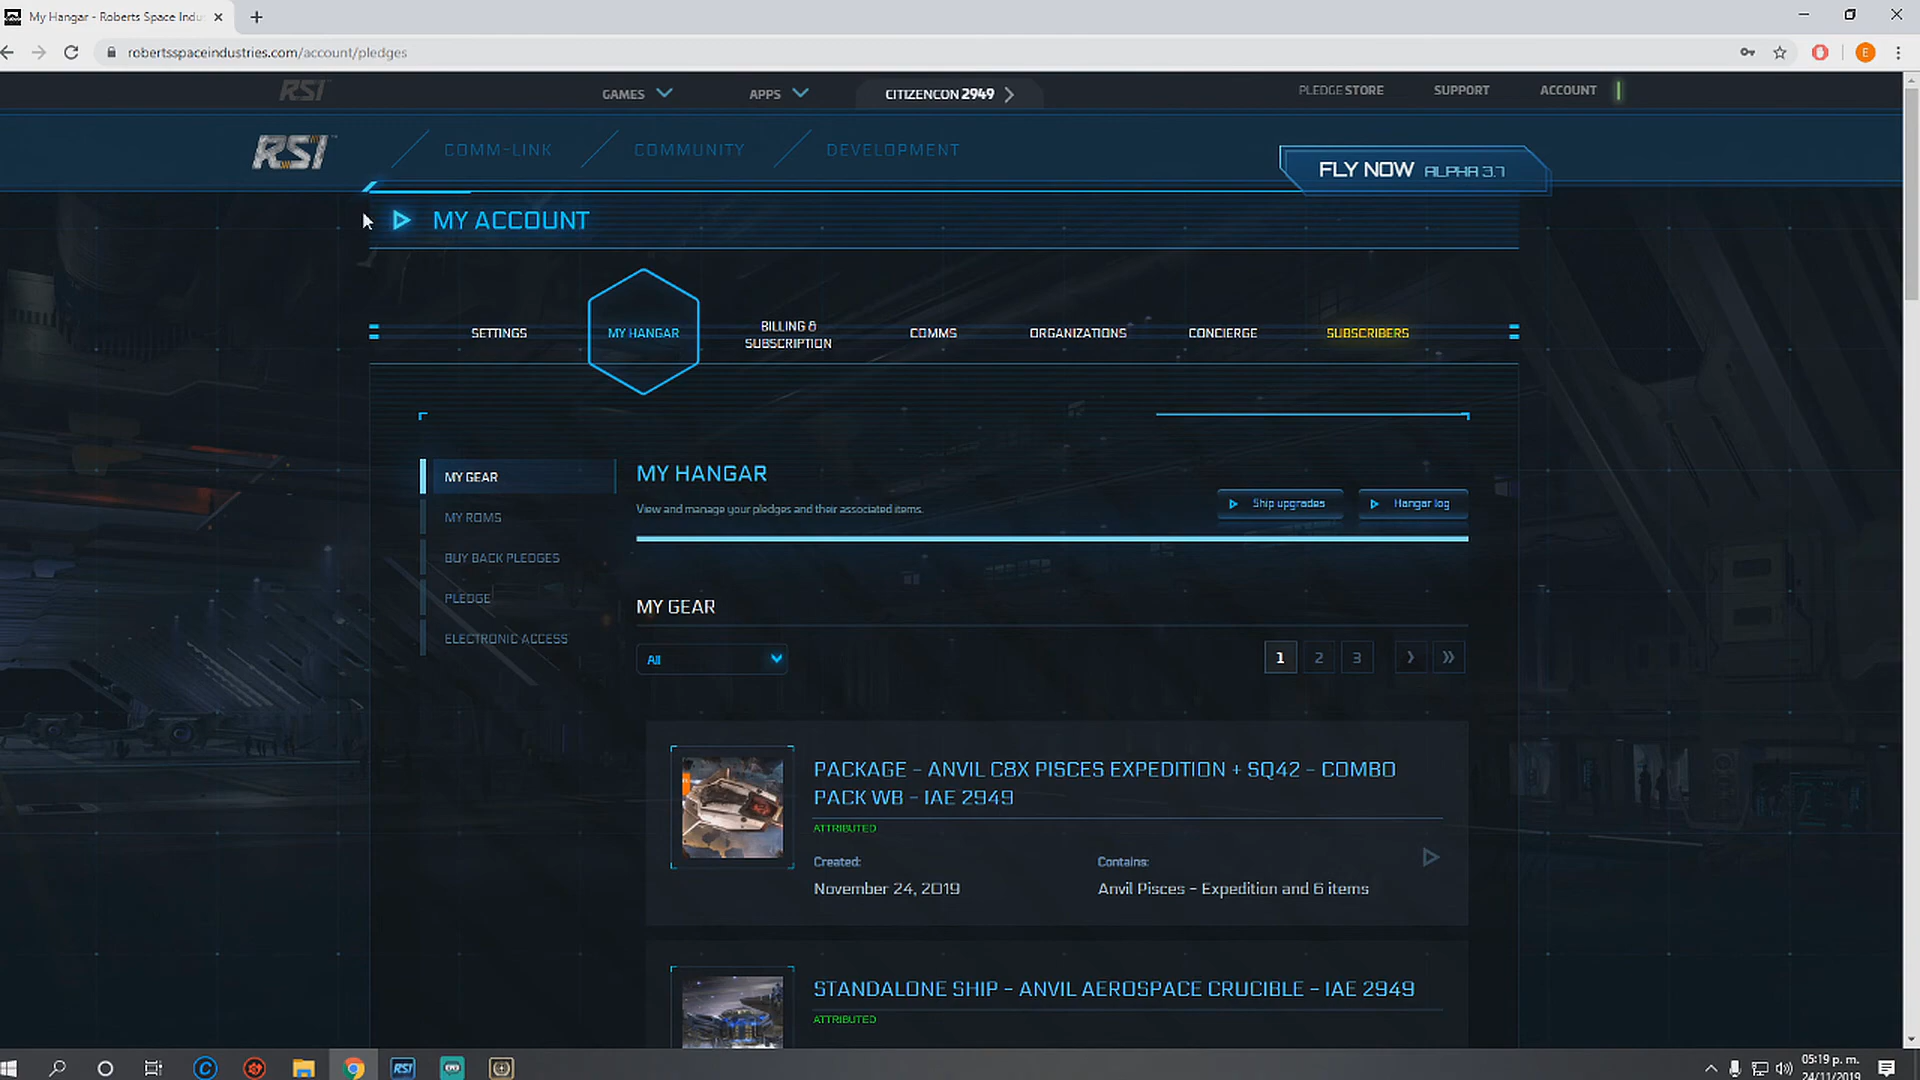 My Hangar - Roberts Space Indu
robertsspaceindustries.com/account/pledges
E
RSI
GAMES
APPS
CITIZENCON 2949
PLEDGE STORE
SUPPORT
ACCOUNT
RSI
COMM-LINK
COMMUNITY
DEVELOPMENT
FLY NOW ALPHA 3.7
MY ACCOUNT
SETTINGS
MY HANGAR
BILLING &
SUBSCRIPTION
COMMS
ORGANIZATIONS
CONCIERGE
SUBSCRIBERS
MY GEAR
MY ROMS
BUY BACK PLEDGES
PLEDGE
ELECTRONIC ACCESS
MY HANGAR
View and manage your pledges and their associated items.
Ship upgrades
Hangar log
MY GEAR
All
1 2 3 › »
PACKAGE - ANVIL C8X PISCES EXPEDITION + SQ42 - COMBO
PACK WB - IAE 2949
ATTRIBUTED
Created:
November 24, 2019
Contains:
Anvil Pisces - Expedition and 6 items
STANDALONE SHIP - ANVIL AEROSPACE CRUCIBLE - IAE 2949
ATTRIBUTED
RSI
05:19 p. m.
24/11/2019